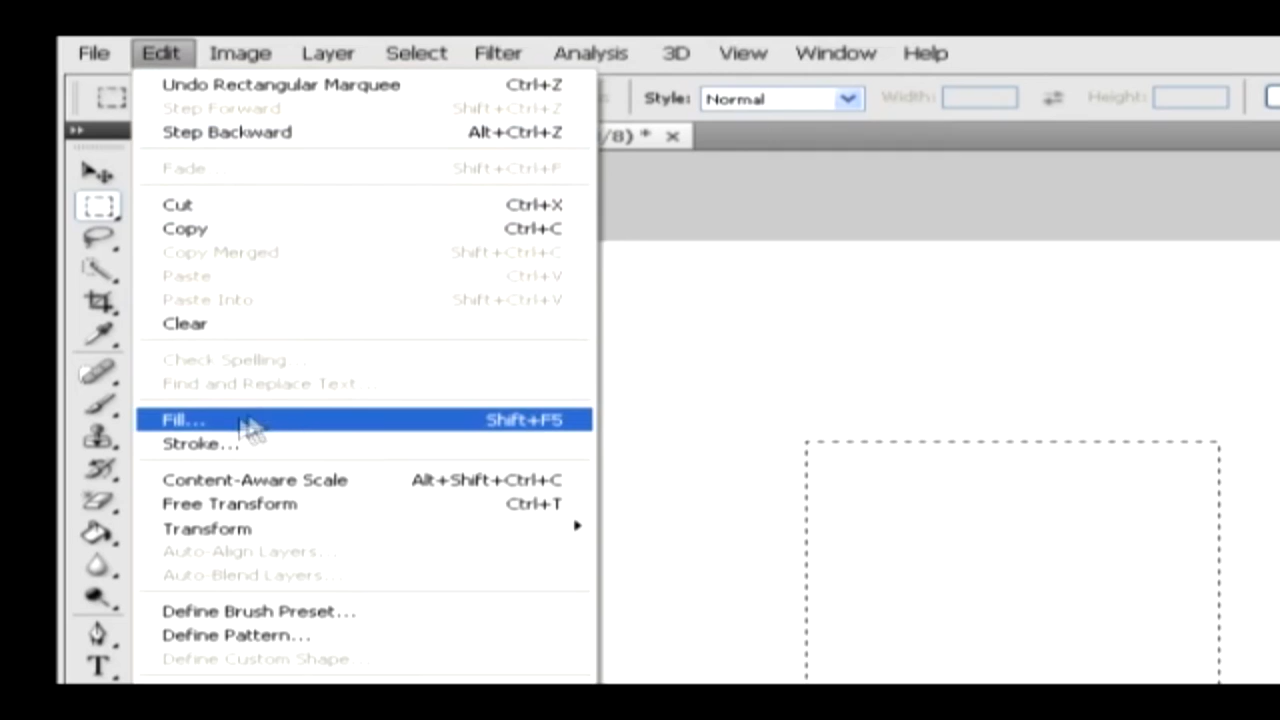 File Edit Image Layer Select Filter Analysis 3D View Window Help
Style: Normal Width: Height:
/8) * ×
Undo Rectangular Marquee Ctrl+Z
Step Forward Shift+Ctrl+Z
Step Backward Alt+Ctrl+Z
Fade... Shift+Ctrl+F
Cut Ctrl+X
Copy Ctrl+C
Copy Merged Shift+Ctrl+C
Paste Ctrl+V
Paste Into Shift+Ctrl+V
Clear
Check Spelling...
Find and Replace Text...
Fill... Shift+F5
Stroke...
Content-Aware Scale Alt+Shift+Ctrl+C
Free Transform Ctrl+T
Transform
Auto-Align Layers...
Auto-Blend Layers...
Define Brush Preset...
Define Pattern...
Define Custom Shape...
T